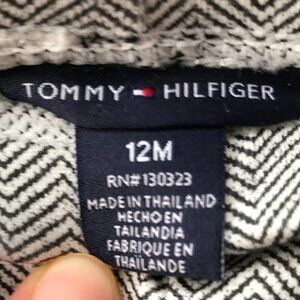 TOMMY HILFIGER
12M
RN#130323
MADE IN THAILAND
HECHO EN
TAILANDIA
FABRIQUE EN
THAILANDE